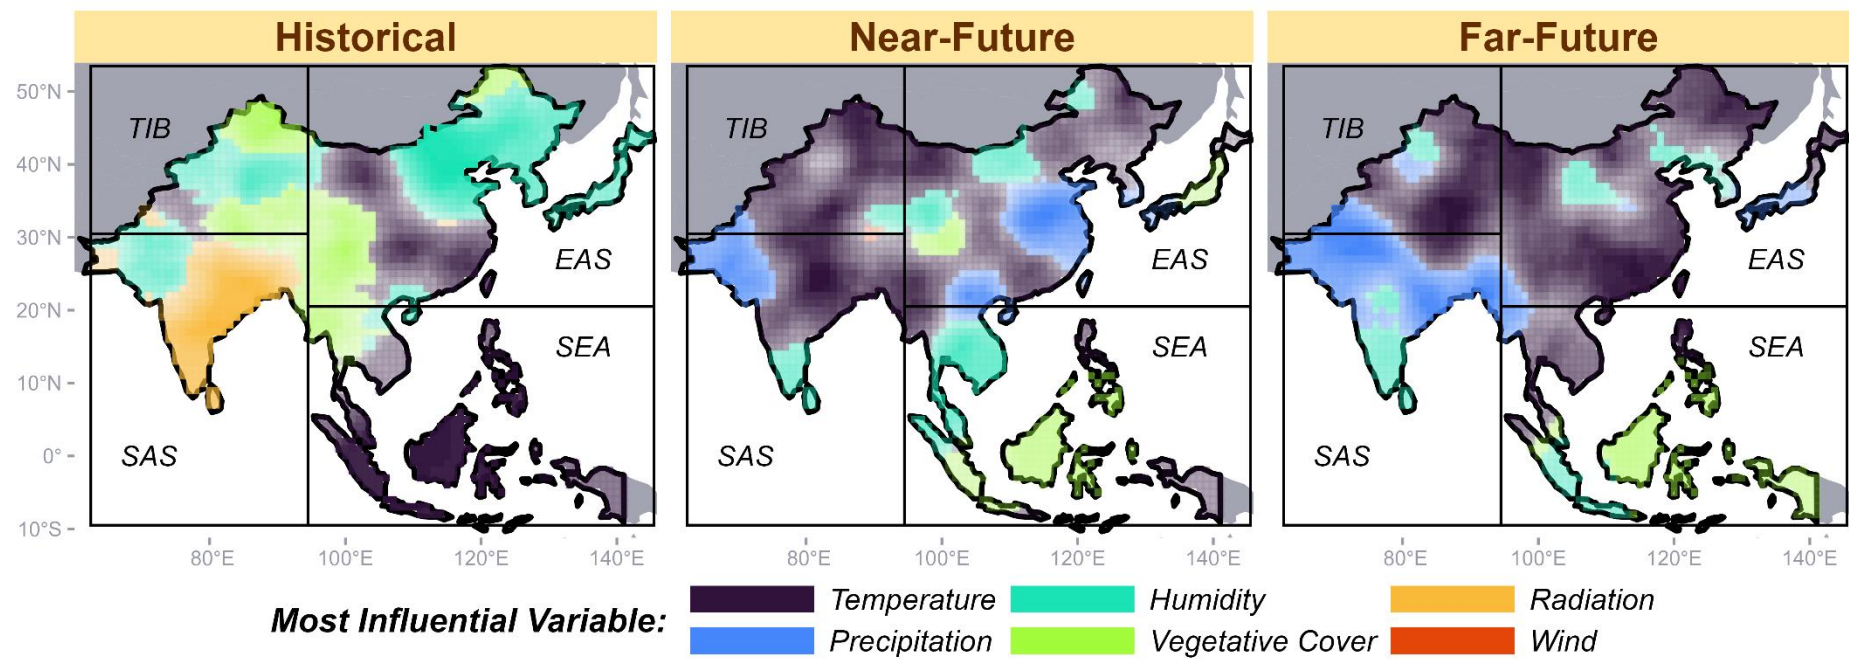 Historical
Near-Future
Far-Future
50°N
40°N
30°N
20°N
10°N
0°
10°S
TIB
EAS
SEA
SAS
TIB
EAS
SEA
SAS
TIB
EAS
SEA
SAS
80°E 100°E 120°E 140°E
80°E 100°E 120°E 140°E
80°E 100°E 120°E 140°E
Most Influential Variable:
Temperature Humidity Radiation
Precipitation Vegetative Cover Wind